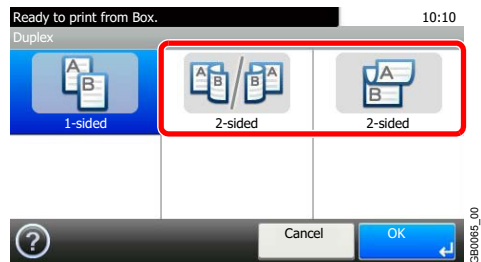 Ready to print from Box. 10:10
Duplex
A B A B B A A B
1-sided 2-sided 2-sided
? Cancel OK
GB0065_00